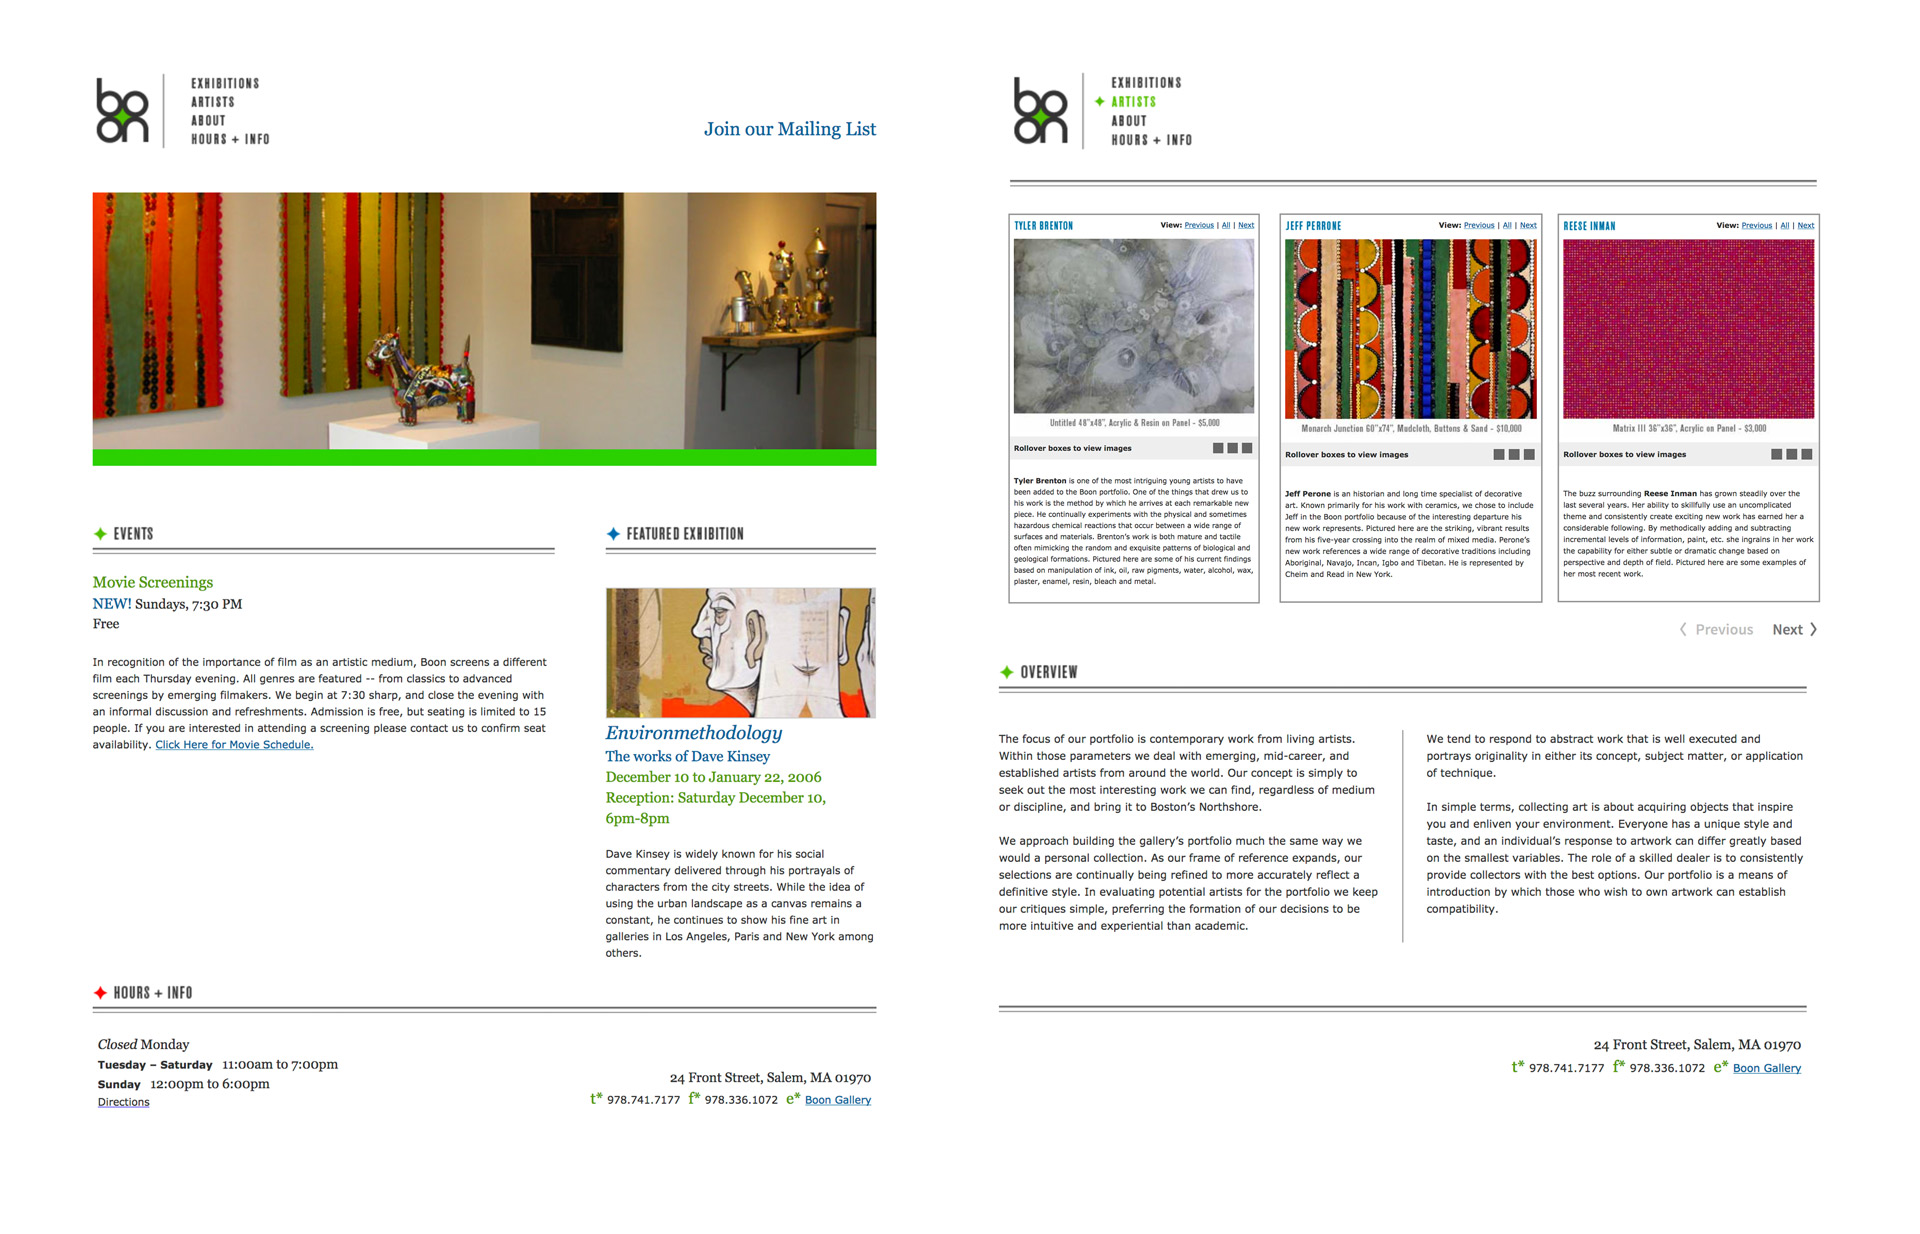 boon
EXHIBITIONS
ARTISTS
ABOUT
HOURS + INFO
Join our Mailing List
EVENTS
Movie Screenings
NEW! Sundays, 7:30 PM
Free
In recognition of the importance of film as an artistic medium, Boon screens a different
film each Thursday evening. All genres are featured -- from classics to advanced
screenings by emerging filmakers. We begin at 7:30 sharp, and close the evening with
an informal discussion and refreshments. Admission is free, but seating is limited to 15
people. If you are interested in attending a screening please contact us to confirm seat
availability. Click Here for Movie Schedule.
FEATURED EXHIBITION
Environmethodology
The works of Dave Kinsey
December 10 to January 22, 2006
Reception: Saturday December 10,
6pm-8pm
Dave Kinsey is widely known for his social
commentary delivered through his portrayals of
characters from the city streets. While the idea of
using the urban landscape as a canvas remains a
constant, he continues to show his fine art in
galleries in Los Angeles, Paris and New York among
others.
HOURS + INFO
Closed Monday
Tuesday – Saturday 11:00am to 7:00pm
Sunday 12:00pm to 6:00pm
Directions
24 Front Street, Salem, MA 01970
t* 978.741.7177 f* 978.336.1072 e* Boon Gallery
boon
EXHIBITIONS
ARTISTS
ABOUT
HOURS + INFO
TYLER BRENTON View: Previous | All | Next
Untitled 48"x48", Acrylic & Resin on Panel - $5,000
Rollover boxes to view images
Tyler Brenton is one of the most intriguing young artists to have
been added to the Boon portfolio. One of the things that drew us to
his work is the method by which he arrives at each remarkable new
piece. He continually experiments with the physical and sometimes
hazardous chemical reactions that occur between a wide range of
surfaces and materials. Brenton's work is both mature and tactile
often mimicking the random and exquisite patterns of biological and
geological formations. Pictured here are some of his current findings
based on manipulation of ink, oil, raw pigments, water, alcohol, wax,
plaster, enamel, resin, bleach and metal.
JEFF PERRONE View: Previous | All | Next
Monarch Junction 60"x74", Mudcloth, Buttons & Sand - $10,000
Rollover boxes to view images
Jeff Perone is an historian and long time specialist of decorative
art. Known primarily for his work with ceramics, we chose to include
Jeff in the Boon portfolio because of the interesting departure his
new work represents. Pictured here are the striking, vibrant results
from his five-year crossing into the realm of mixed media. Perone's
new work references a wide range of decorative traditions including
Aboriginal, Navajo, Incan, Igbo and Tibetan. He is represented by
Cheim and Read in New York.
REESE INMAN View: Previous | All | Next
Matrix III 36"x36", Acrylic on Panel - $3,000
Rollover boxes to view images
The buzz surrounding Reese Inman has grown steadily over the
last several years. Her ability to skillfully use an uncomplicated
theme and consistently create exciting new work has earned her a
considerable following. By methodically adding and subtracting
incremental levels of information, paint, etc. she ingrains in her work
the capability for either subtle or dramatic change based on
perspective and depth of field. Pictured here are some examples of
her most recent work.
Previous Next
OVERVIEW
The focus of our portfolio is contemporary work from living artists.
Within those parameters we deal with emerging, mid-career, and
established artists from around the world. Our concept is simply to
seek out the most interesting work we can find, regardless of medium
or discipline, and bring it to Boston's Northshore.
We approach building the gallery's portfolio much the same way we
would a personal collection. As our frame of reference expands, our
selections are continually being refined to more accurately reflect a
definitive style. In evaluating potential artists for the portfolio we keep
our critiques simple, preferring the formation of our decisions to be
more intuitive and experiential than academic.
We tend to respond to abstract work that is well executed and
portrays originality in either its concept, subject matter, or application
of technique.
In simple terms, collecting art is about acquiring objects that inspire
you and enliven your environment. Everyone has a unique style and
taste, and an individual's response to artwork can differ greatly based
on the smallest variables. The role of a skilled dealer is to consistently
provide collectors with the best options. Our portfolio is a means of
introduction by which those who wish to own artwork can establish
compatibility.
24 Front Street, Salem, MA 01970
t* 978.741.7177 f* 978.336.1072 e* Boon Gallery